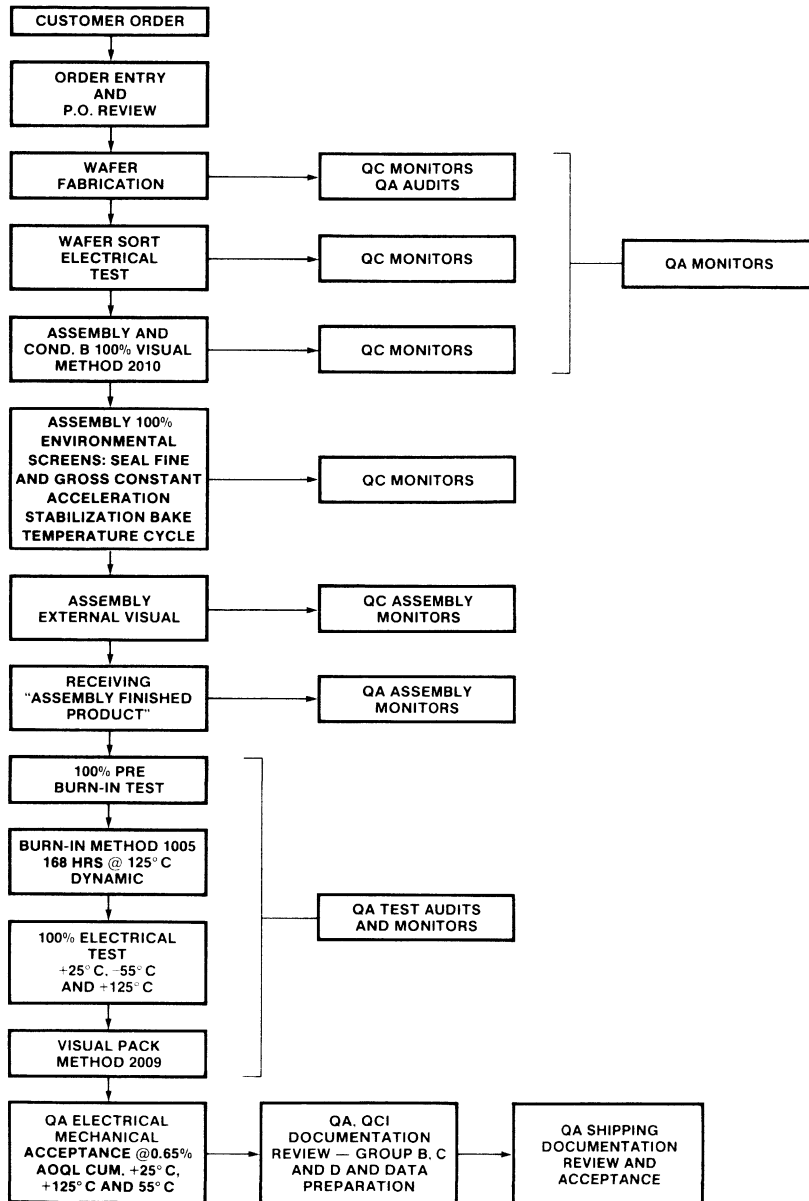 CUSTOMER ORDER
ORDER ENTRY
AND
P.O. REVIEW
WAFER
FABRICATION
QC MONITORS
QA AUDITS
WAFER SORT
ELECTRICAL
TEST
QC MONITORS
QA MONITORS
ASSEMBLY AND
COND. B 100% VISUAL
METHOD 2010
QC MONITORS
ASSEMBLY 100%
ENVIRONMENTAL
SCREENS: SEAL FINE
AND GROSS CONSTANT
ACCELERATION
STABILIZATION BAKE
TEMPERATURE CYCLE
QC MONITORS
ASSEMBLY
EXTERNAL VISUAL
QC ASSEMBLY
MONITORS
RECEIVING
"ASSEMBLY FINISHED
PRODUCT"
QA ASSEMBLY
MONITORS
100% PRE
BURN-IN TEST
BURN-IN METHOD 1005
168 HRS @ 125°C
DYNAMIC
100% ELECTRICAL
TEST
+25°C. -55°C
AND +125°C
QA TEST AUDITS
AND MONITORS
VISUAL PACK
METHOD 2009
QA ELECTRICAL
MECHANICAL
ACCEPTANCE @0.65%
AOQL CUM. +25°C,
+125°C AND 55°C
QA, QCI
DOCUMENTATION
REVIEW — GROUP B, C
AND D AND DATA
PREPARATION
QA SHIPPING
DOCUMENTATION
REVIEW AND
ACCEPTANCE